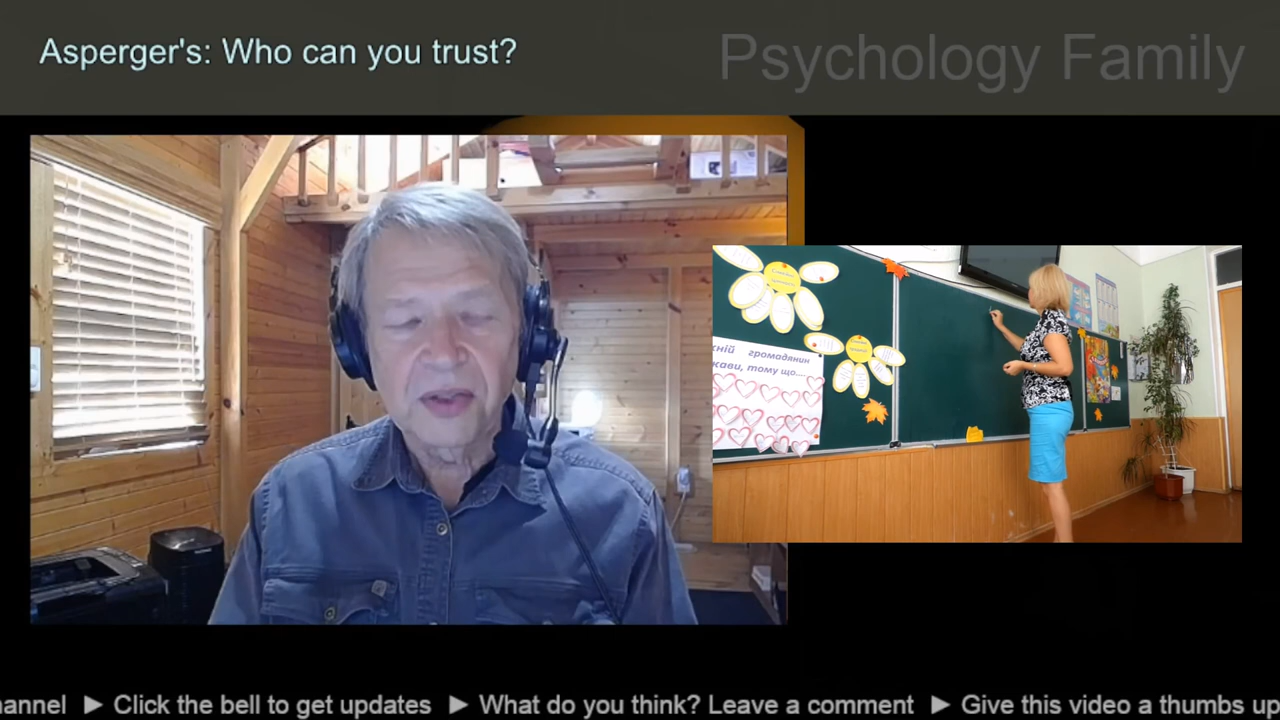 Asperger's: Who can you trust?
Psychology Family
ній громадянин
жави, тому що....
annel ► Click the bell to get updates ► What do you think? Leave a comment ► Give this video a thumbs up